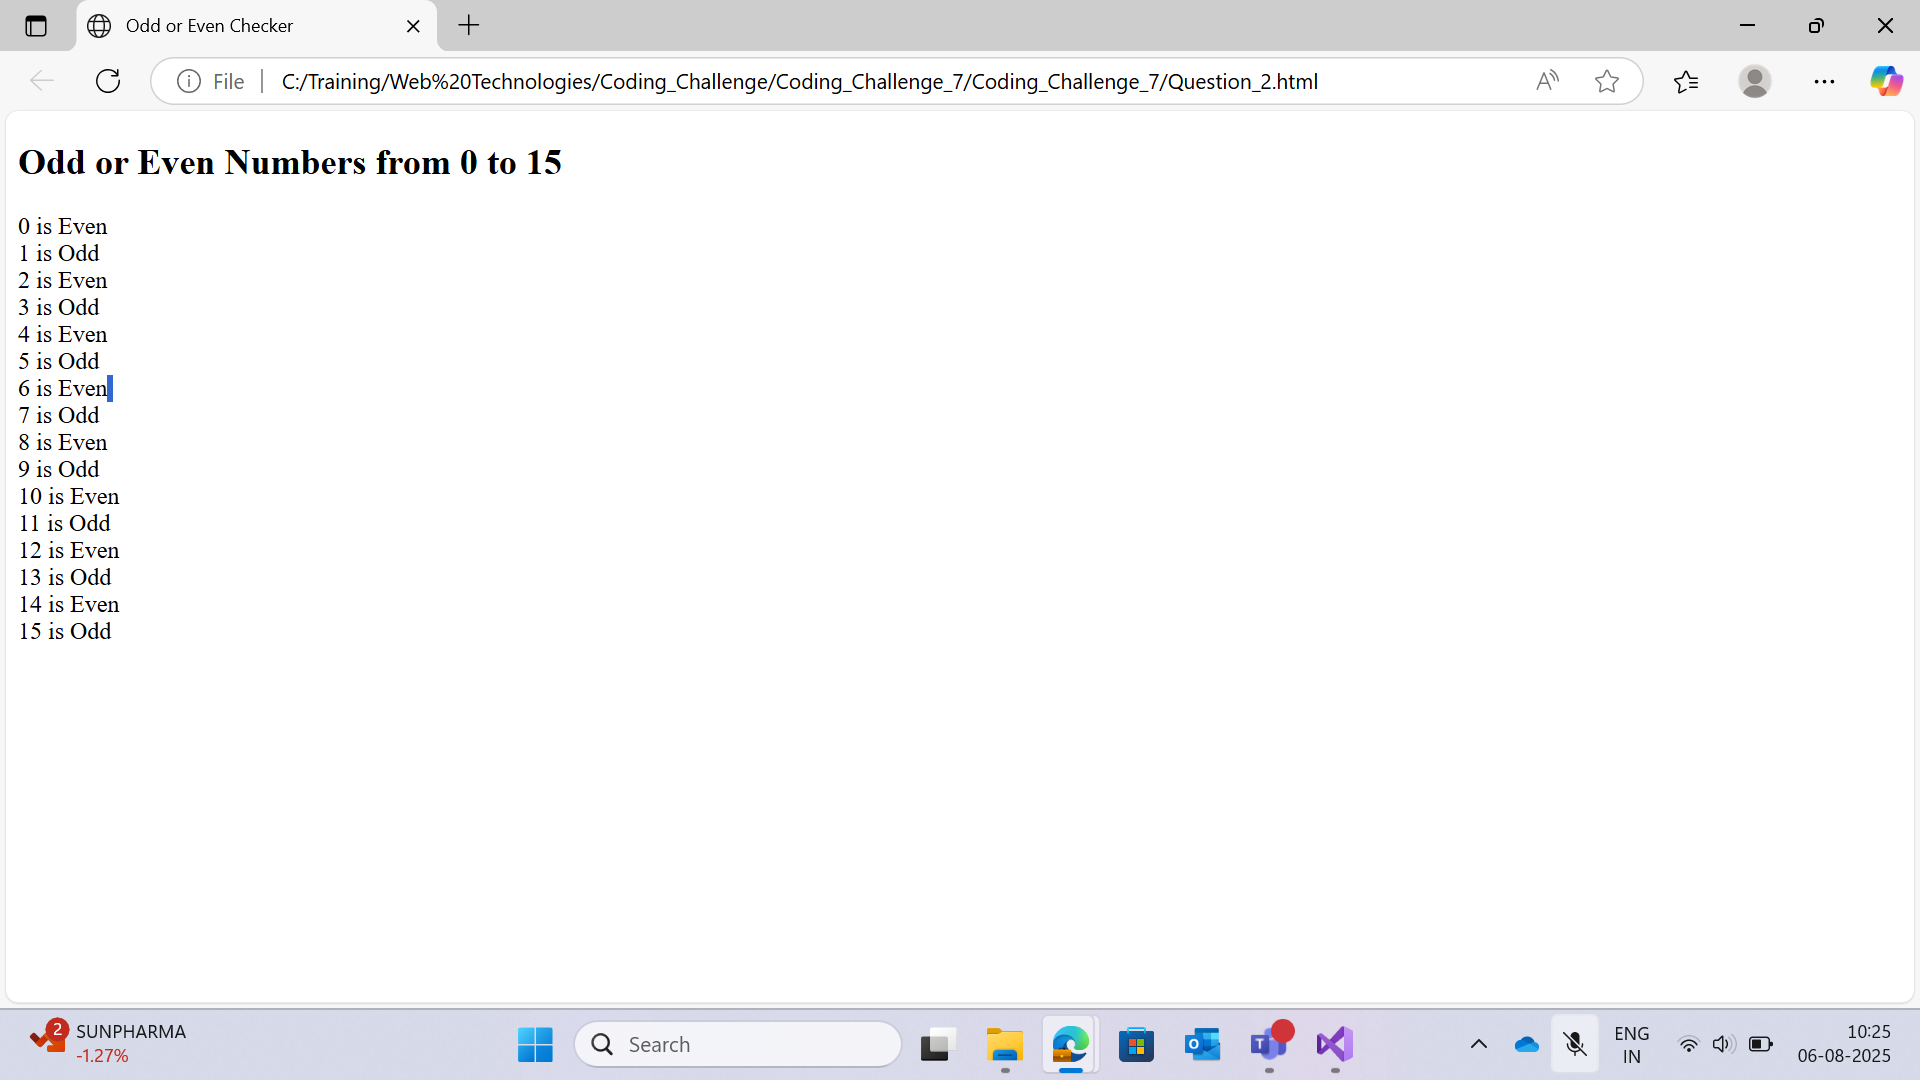 Odd or Even Checker
File
C:/Training/Web%20Technologies/Coding_Challenge/Coding_Challenge_7/Coding_Challenge_7/Question_2.html
Odd or Even Numbers from 0 to 15
0 is Even
1 is Odd
2 is Even
3 is Odd
4 is Even
5 is Odd
6 is Even
7 is Odd
8 is Even
9 is Odd
10 is Even
11 is Odd
12 is Even
13 is Odd
14 is Even
15 is Odd
2
SUNPHARMA
-1.27%
Search
ENG
IN
10:25
06-08-2025